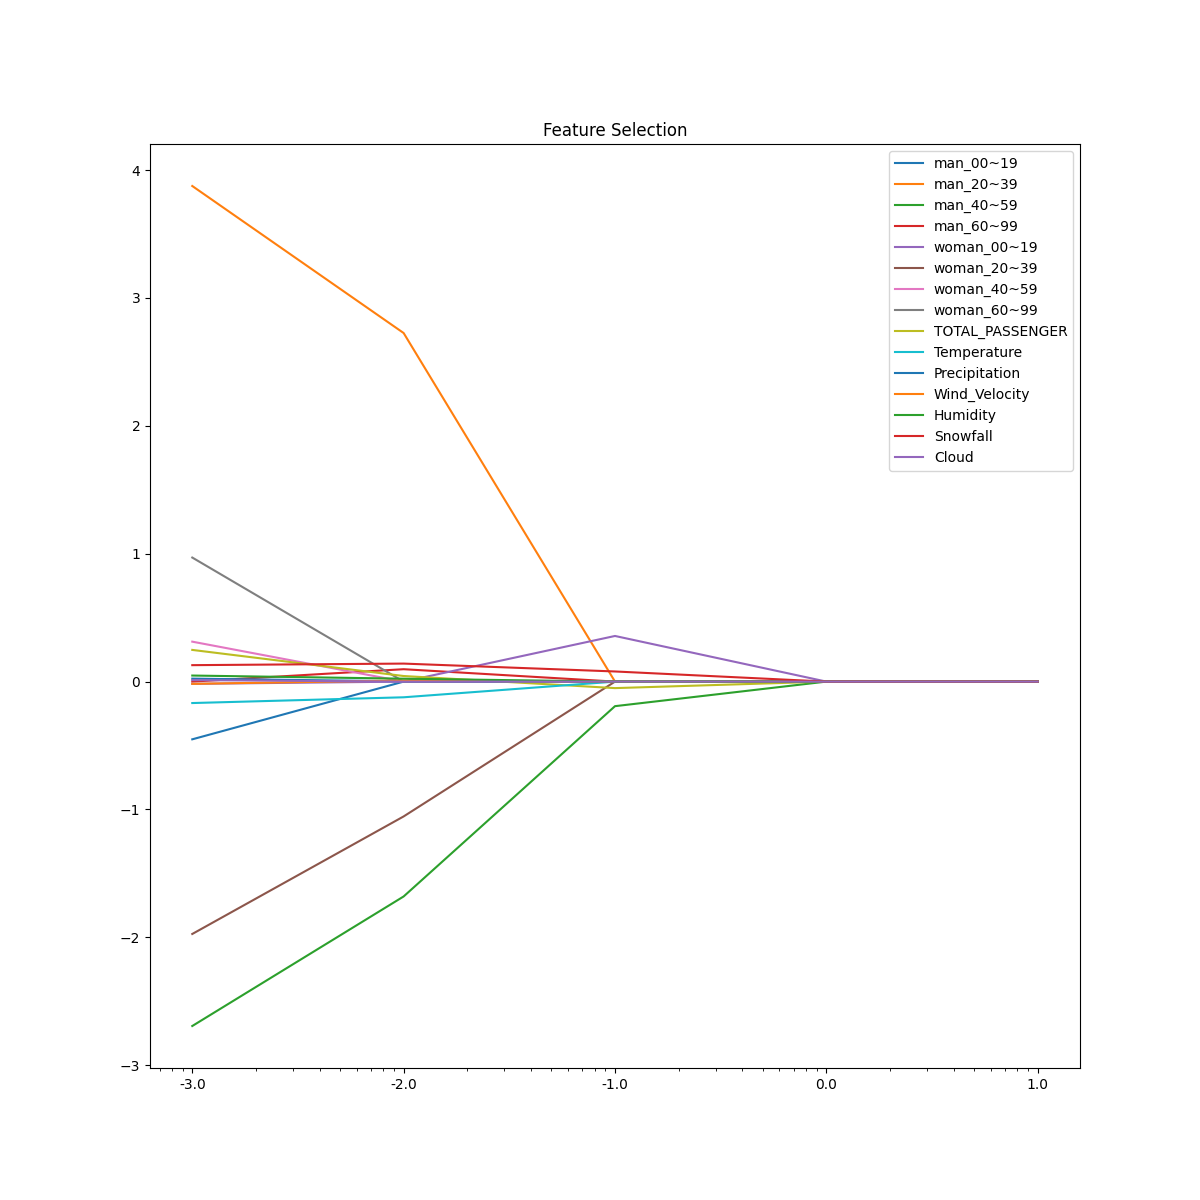 Feature Selection
4
3
2
1
0
−1
−2
−3
-3.0
-2.0
-1.0
0.0
1.0
man_00~19
man_20~39
man_40~59
man_60~99
woman_00~19
woman_20~39
woman_40~59
woman_60~99
TOTAL_PASSENGER
Temperature
Precipitation
Wind_Velocity
Humidity
Snowfall
Cloud